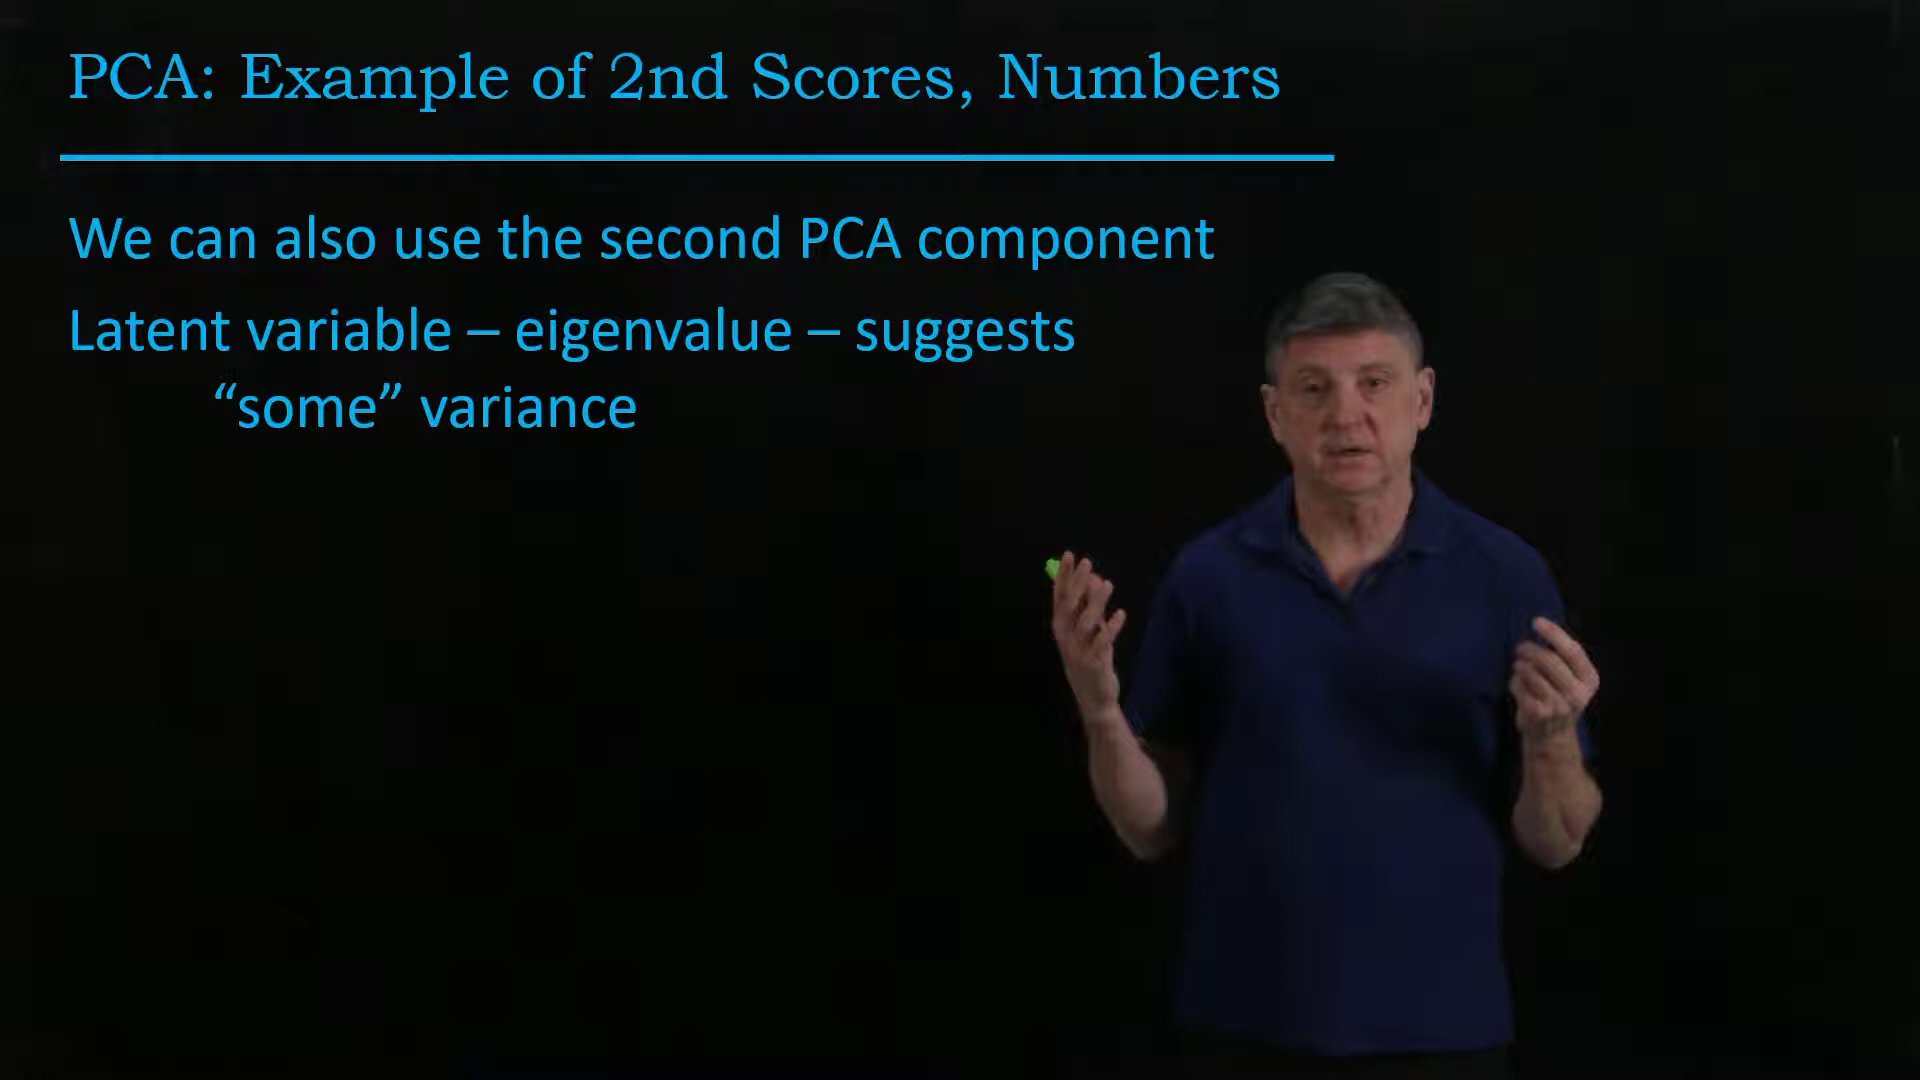 PCA: Example of 2nd Scores, Numbers
We can also use the second PCA component
Latent variable – eigenvalue – suggests
“some” variance